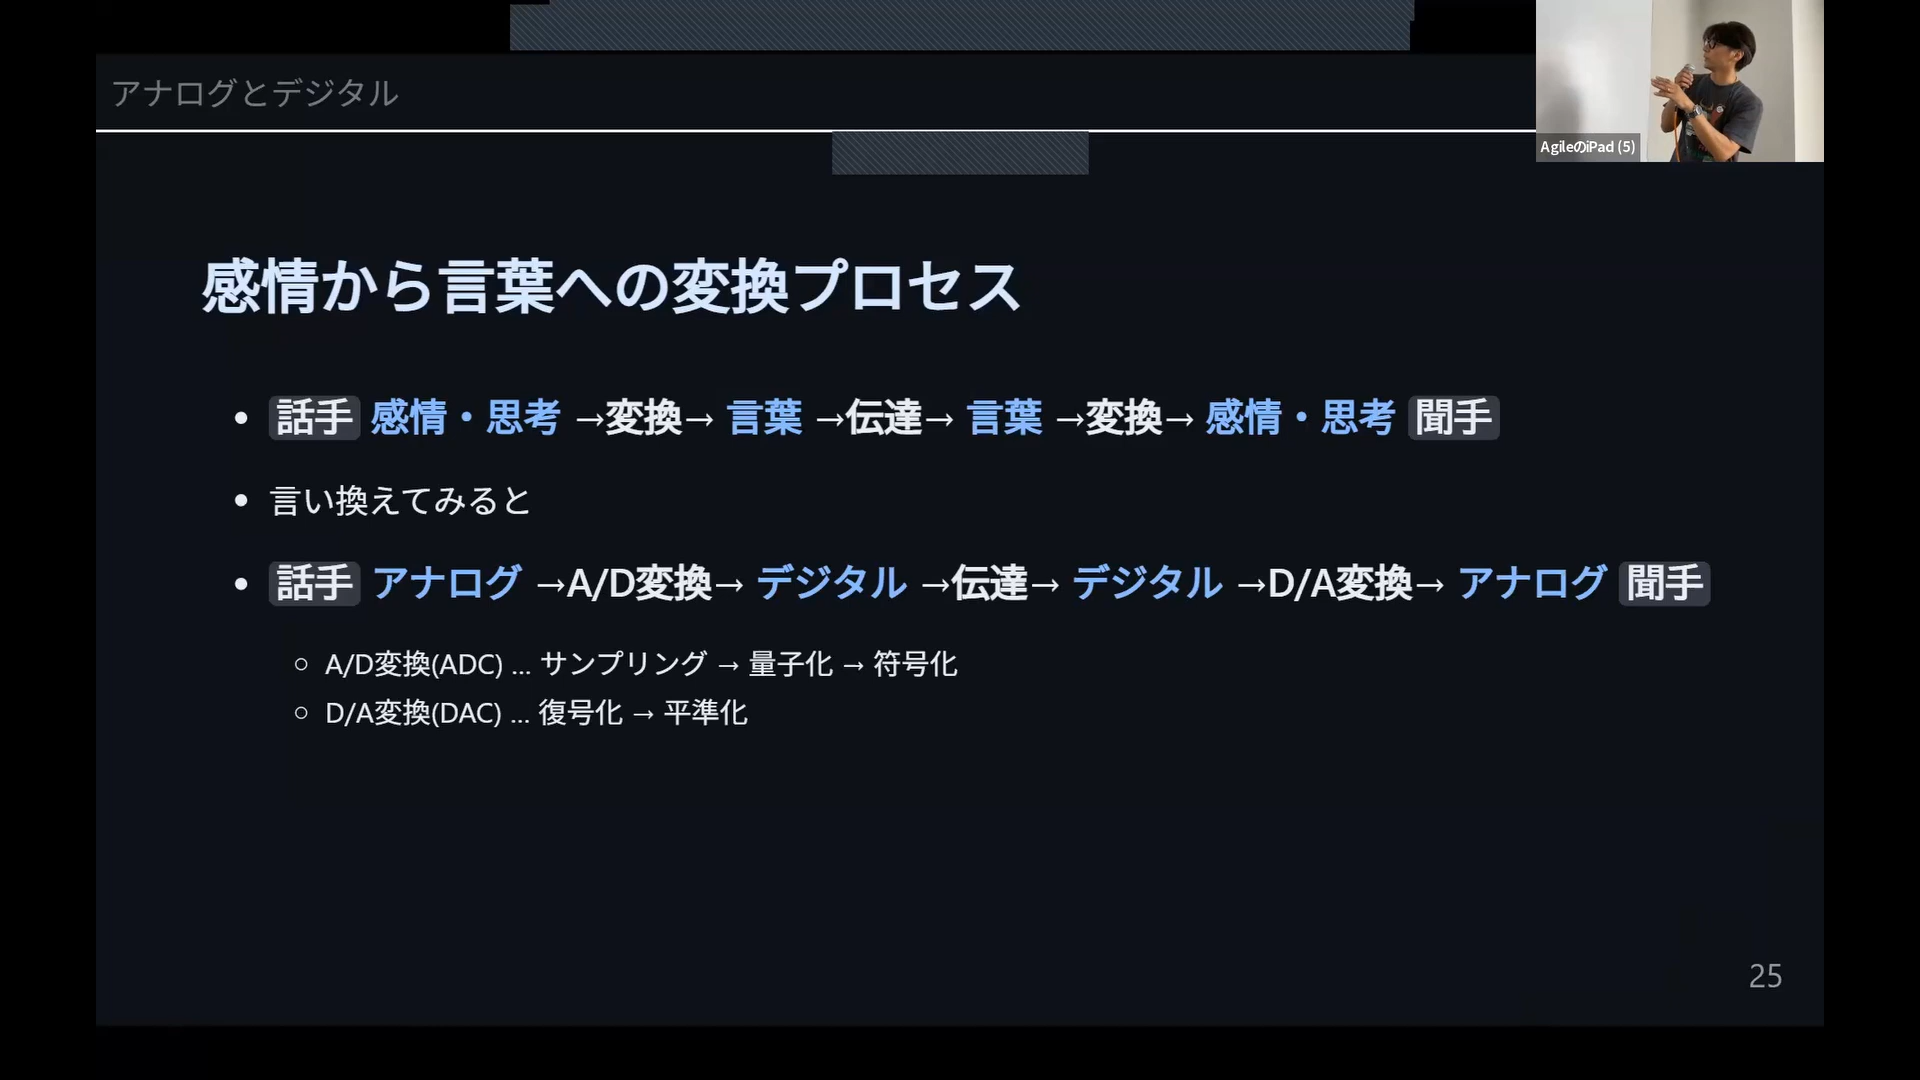 アナログとデジタル
AgileのiPad (5)
感情から言葉への変換プロセス
• 話手 感情・思考 →変換→ 言葉 →伝達→ 言葉 →変換→ 感情・思考 聞手
• 言い換えてみると
• 話手 アナログ →A/D変換→ デジタル →伝達→ デジタル →D/A変換→ アナログ 聞手
○ A/D変換(ADC) ... サンプリング → 量子化 → 符号化
○ D/A変換(DAC) ... 復号化 → 平準化
25